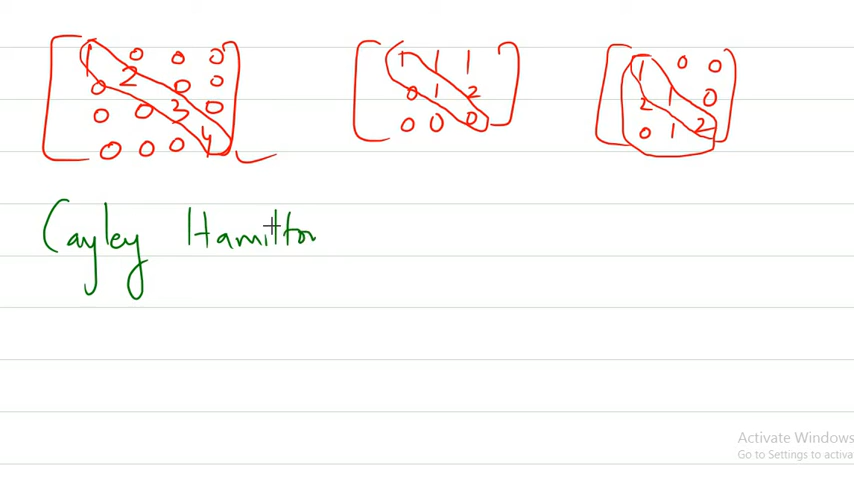 1 0 0 0
0 2 0 0
0 0 3 0
0 0 0 4
1 1 1
0 1 2
0 0 0
1 0 0
2 1 0
0 1 2
Cayley Hamilton
Activate Windows
Go to Settings to activa